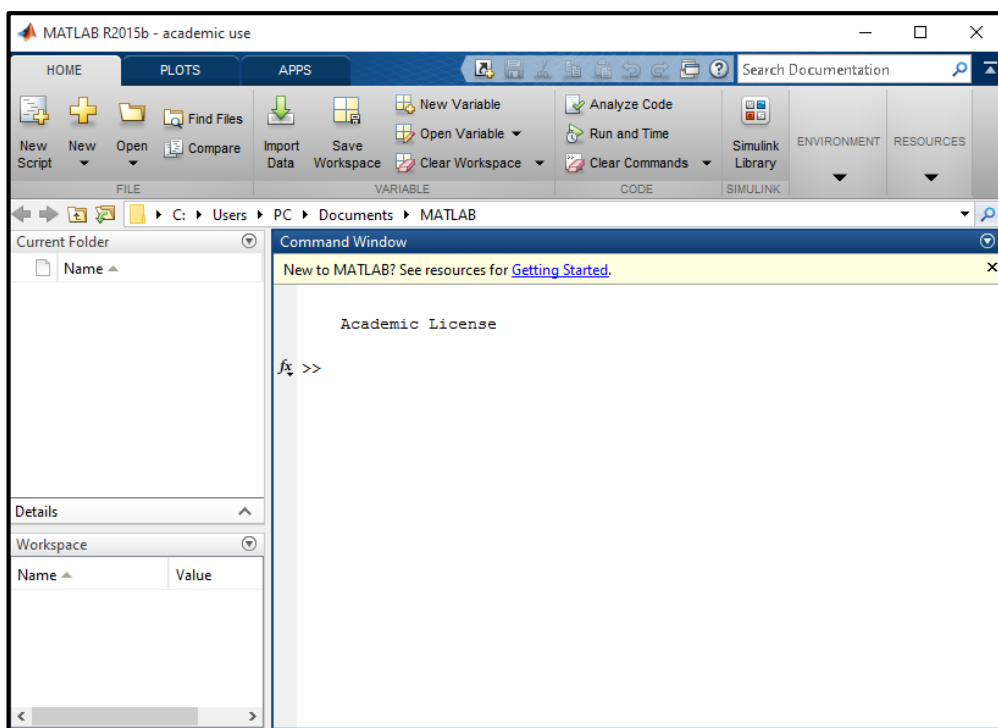 MATLAB R2015b - academic use
HOME PLOTS APPS Search Documentation
New Script
New
Open
Find Files
Compare
FILE
Import Data
Save Workspace
New Variable
Open Variable
Clear Workspace
VARIABLE
Analyze Code
Run and Time
Clear Commands
CODE
Simulink Library
SIMULINK
ENVIRONMENT
RESOURCES
C: Users PC Documents MATLAB
Current Folder
Name
Details
Workspace
Name Value
Command Window
New to MATLAB? See resources for Getting Started.
Academic License
fx >>